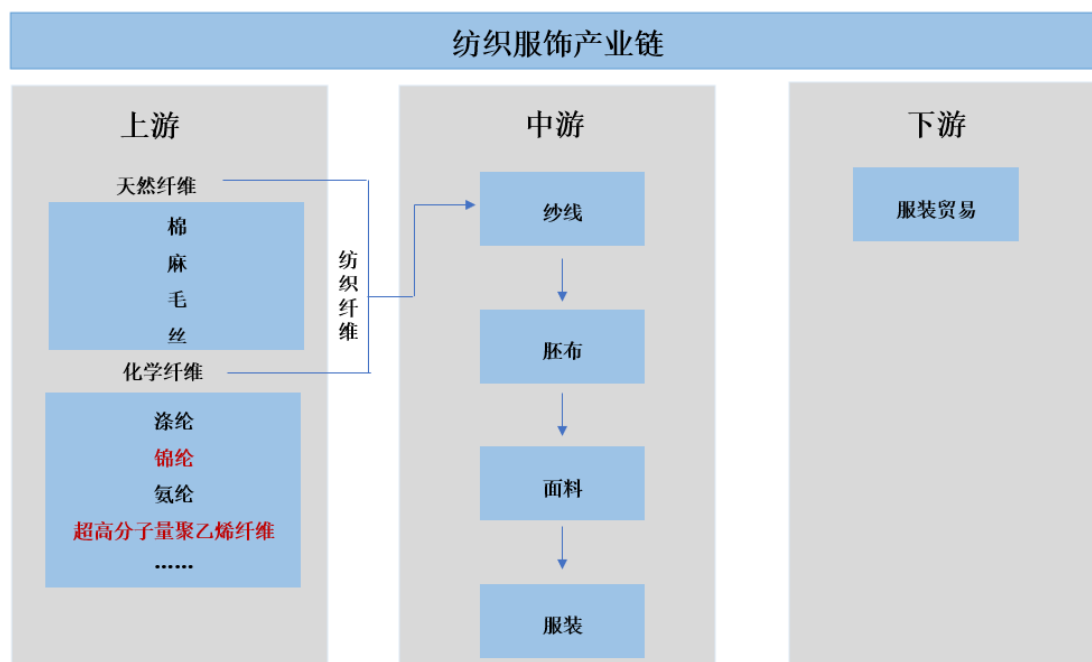 纺织服饰产业链
上游
天然纤维
棉
麻
毛
丝
化学纤维
涤纶
锦纶
氨纶
超高分子量聚乙烯纤维
……
纺织纤维
中游
纱线
胚布
面料
服装
下游
服装贸易